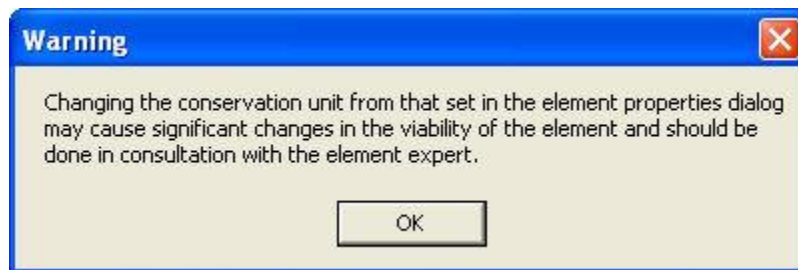 Warning
Changing the conservation unit from that set in the element properties dialog
may cause significant changes in the viability of the element and should be
done in consultation with the element expert.
OK